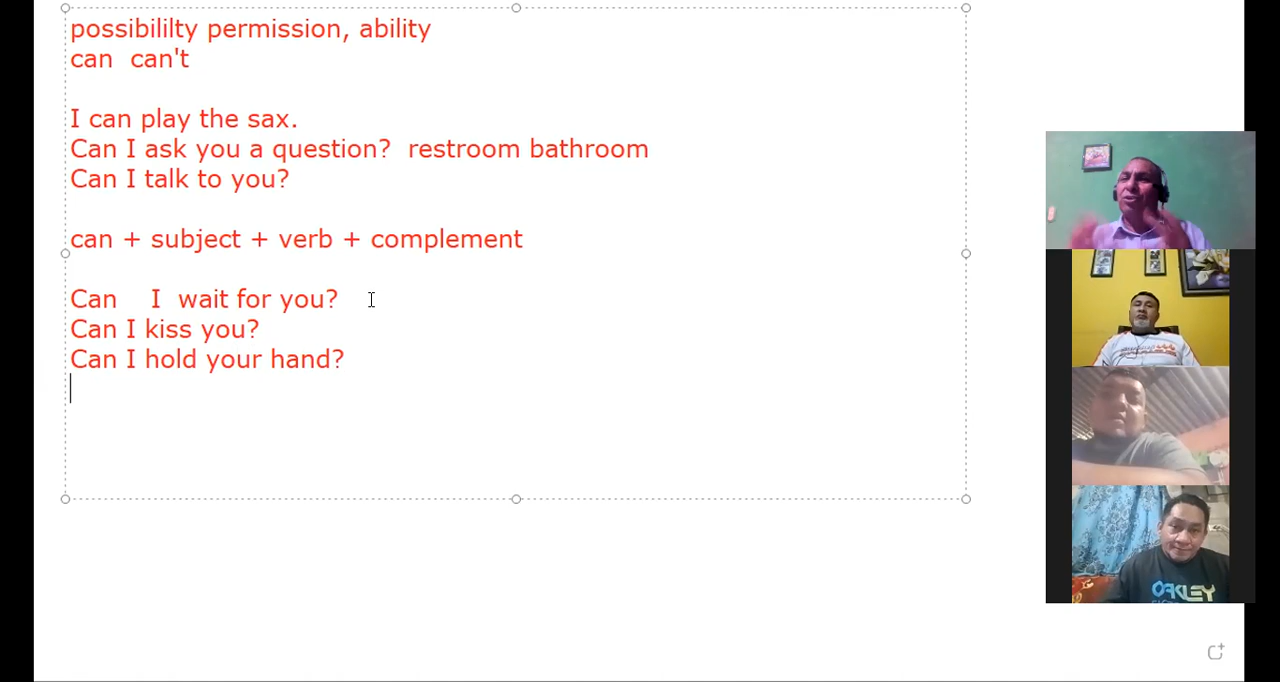 possibililty permission, ability
can can't
I can play the sax.
Can I ask you a question? restroom bathroom
Can I talk to you?
can + subject + verb + complement
Can I wait for you?
Can I kiss you?
Can I hold your hand?
OAKLEY